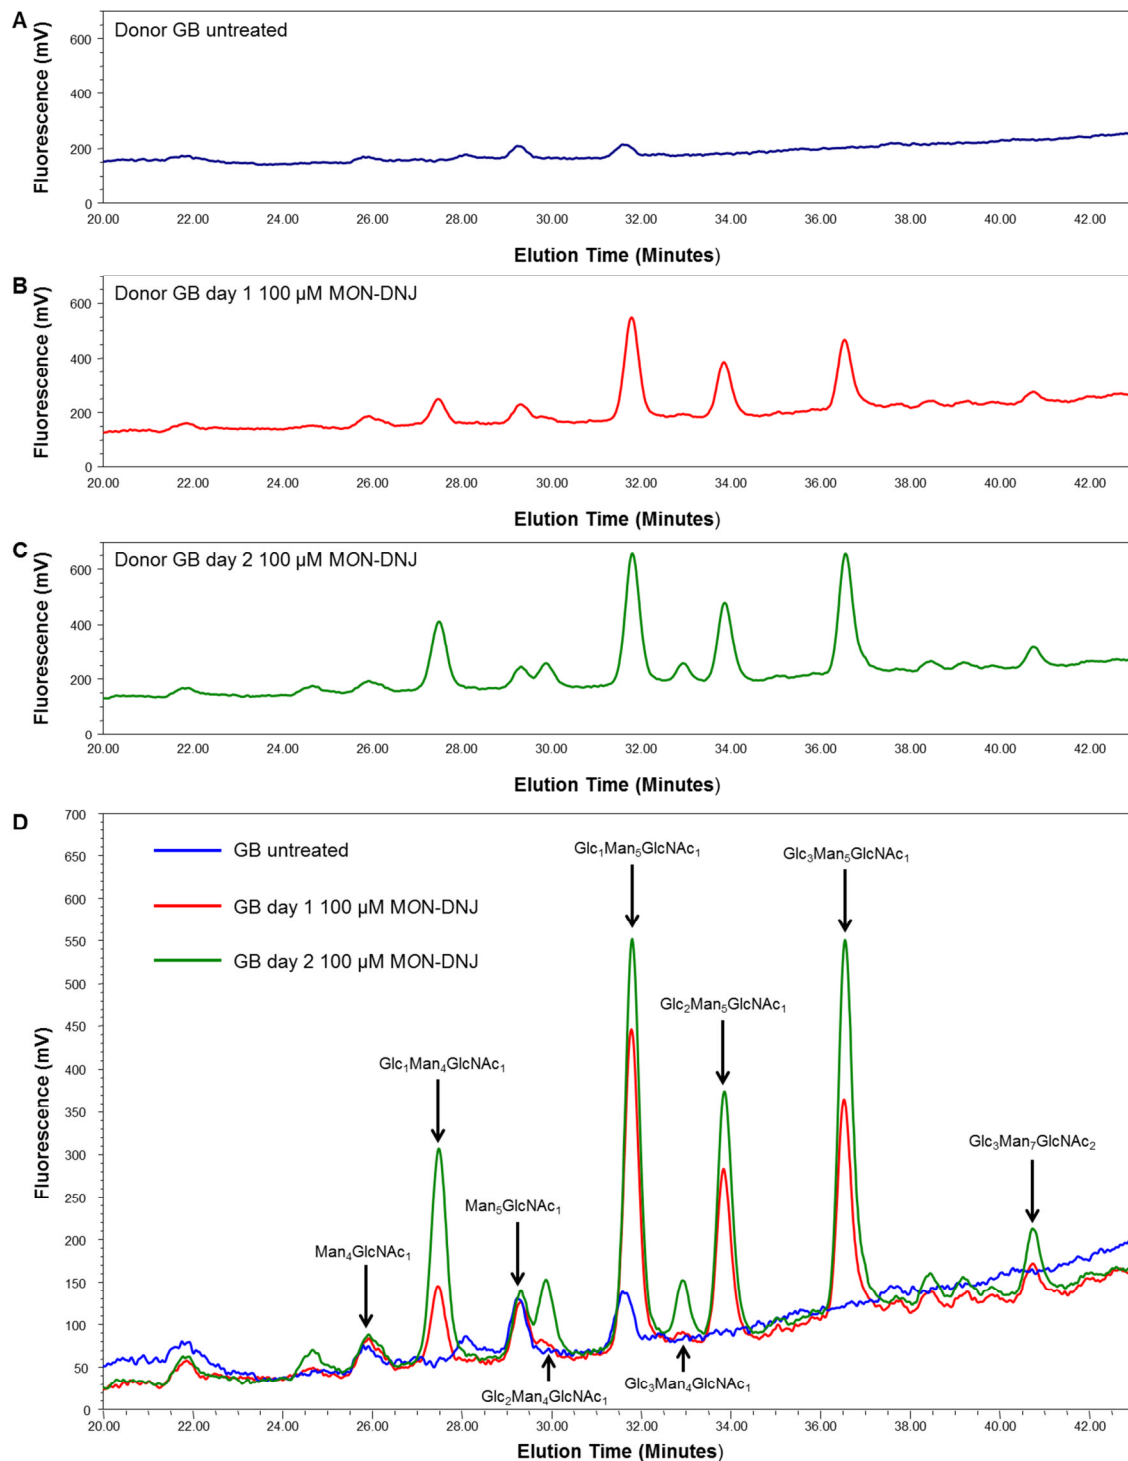 A
Donor GB untreated
Fluorescence (mV)
600
400
200
0
20.00 22.00 24.00 26.00 28.00 30.00 32.00 34.00 36.00 38.00 40.00 42.00
Elution Time (Minutes)
B
Donor GB day 1 100 µM MON-DNJ
Fluorescence (mV)
600
400
200
0
20.00 22.00 24.00 26.00 28.00 30.00 32.00 34.00 36.00 38.00 40.00 42.00
Elution Time (Minutes)
C
Donor GB day 2 100 µM MON-DNJ
Fluorescence (mV)
600
400
200
0
20.00 22.00 24.00 26.00 28.00 30.00 32.00 34.00 36.00 38.00 40.00 42.00
Elution Time (Minutes)
D
GB untreated
GB day 1 100 µM MON-DNJ
GB day 2 100 µM MON-DNJ
Fluorescence (mV)
700
650
600
550
500
450
400
350
300
250
200
150
100
50
0
Man₄GlcNAc₁
Glc₁Man₄GlcNAc₁
Man₅GlcNAc₁
Glc₂Man₄GlcNAc₁
Glc₁Man₅GlcNAc₁
Glc₃Man₄GlcNAc₁
Glc₂Man₅GlcNAc₁
Glc₃Man₅GlcNAc₁
Glc₃Man₇GlcNAc₂
20.00 22.00 24.00 26.00 28.00 30.00 32.00 34.00 36.00 38.00 40.00 42.00
Elution Time (Minutes)